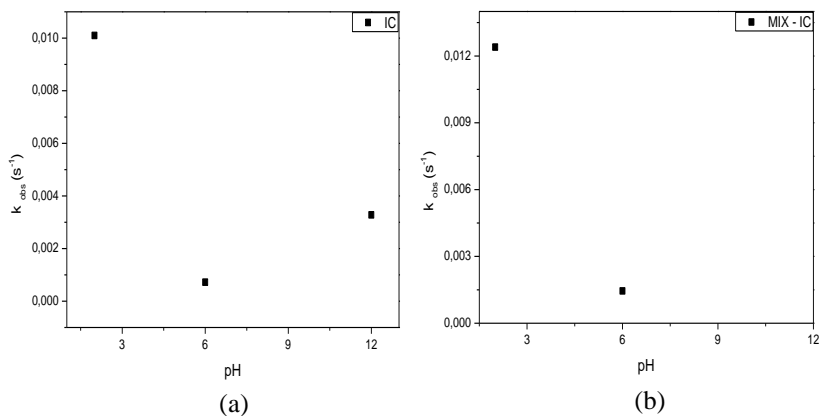 IC
0,010
0,008
0,006
0,004
0,002
0,000
k obs (s⁻¹)
3
6
9
12
pH
(a)
MIX - IC
0,012
0,009
0,006
0,003
0,000
k obs (s⁻¹)
3
6
9
12
pH
(b)